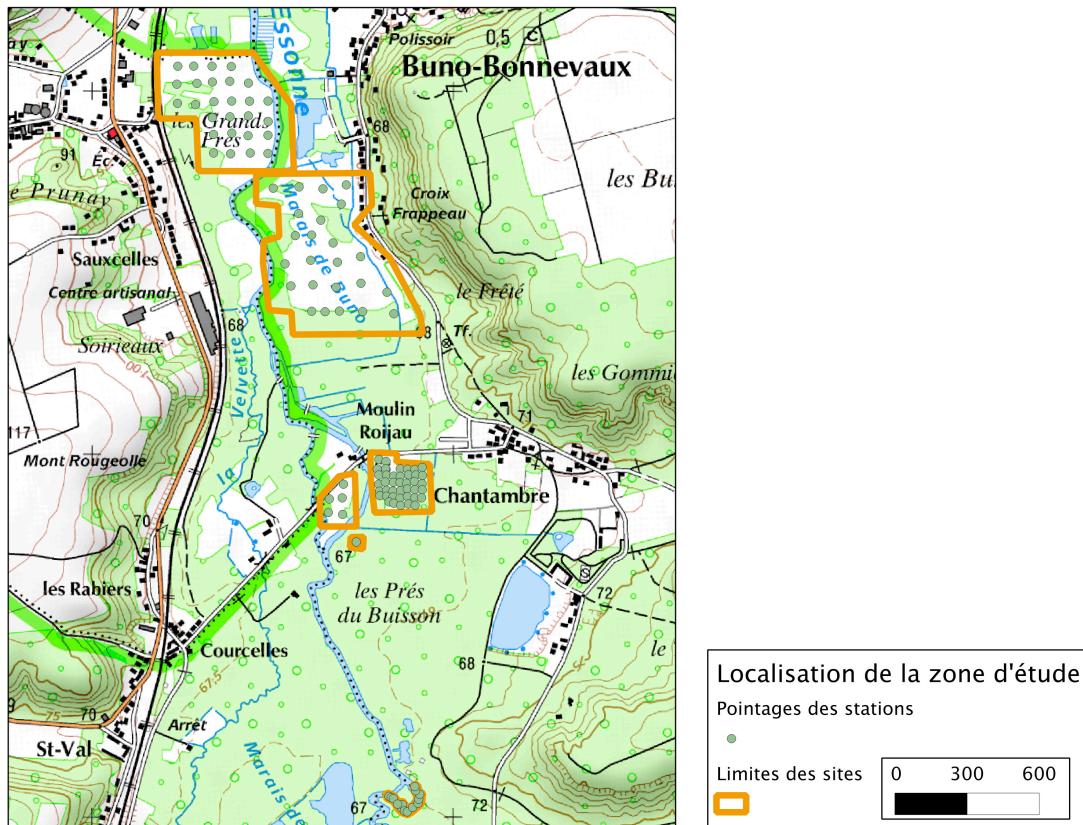 Essonne
Polissoir
0,5
C
Buno-Bonnevaux
68
les Grands
Prés
91
Éc.
e Prunay
les Bu
Croix
Frappeau
Marais de Buno
Sauxcelles
Centre artisanal
le Frêté
68
Soirieaux
100
Velvette
la
Tf.
les Gommi
Moulin
Roijau
71
117
Mont Rougeolle
Chantambre
70
67
les Rabiers
les Prés
du Buisson
S
72
Courcelles
68
le
67,5
75
70
Arrêt
St-Val
Marais de
67
72
Localisation de la zone d'étude
Pointages des stations
Limites des sites
0 300 600